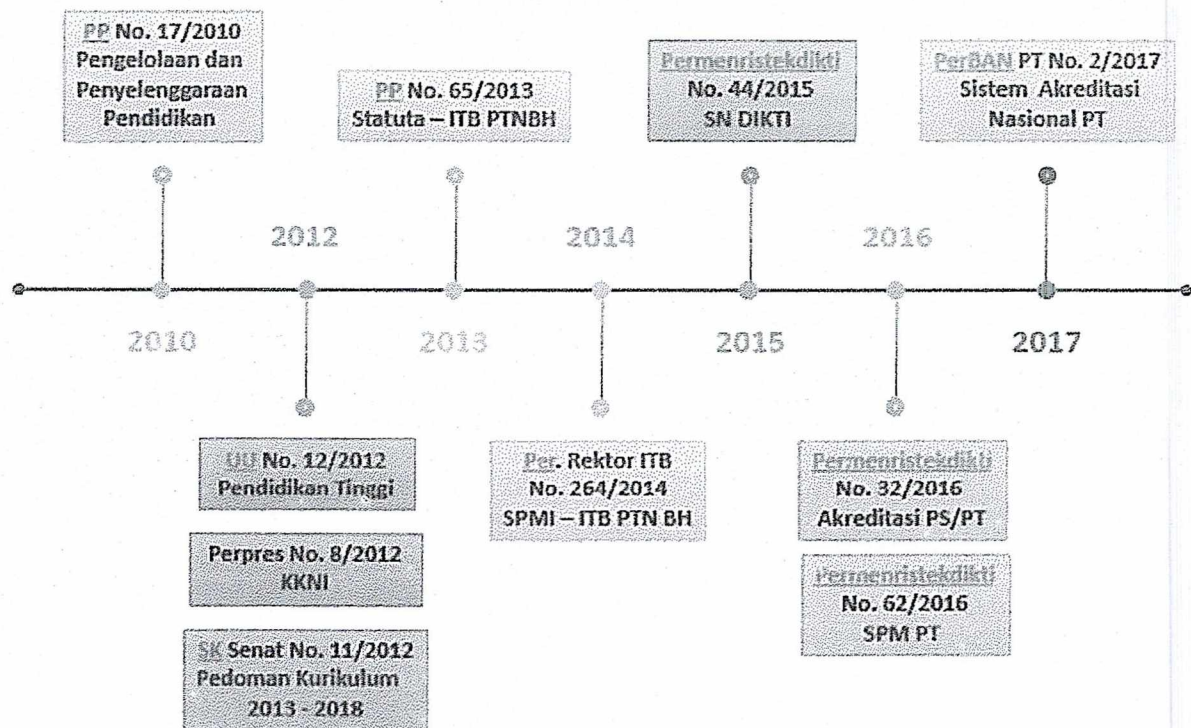 PP No. 17/2010
Pengelolaan dan
Penyelenggaraan
Pendidikan
PP No. 65/2013
Statuta – ITB PTNBH
Permenristekdikti
No. 44/2015
SN DIKTI
PerBAN PT No. 2/2017
Sistem Akreditasi
Nasional PT
2012
2014
2016
2010
2013
2015
2017
UU No. 12/2012
Pendidikan Tinggi
Perpres No. 8/2012
KKNI
SK Senat No. 11/2012
Pedoman Kurikulum
2013 - 2018
Per. Rektor ITB
No. 264/2014
SPMI – ITB PTN BH
Permenristekdikti
No. 32/2016
Akreditasi PS/PT
Permenristekdikti
No. 62/2016
SPM PT